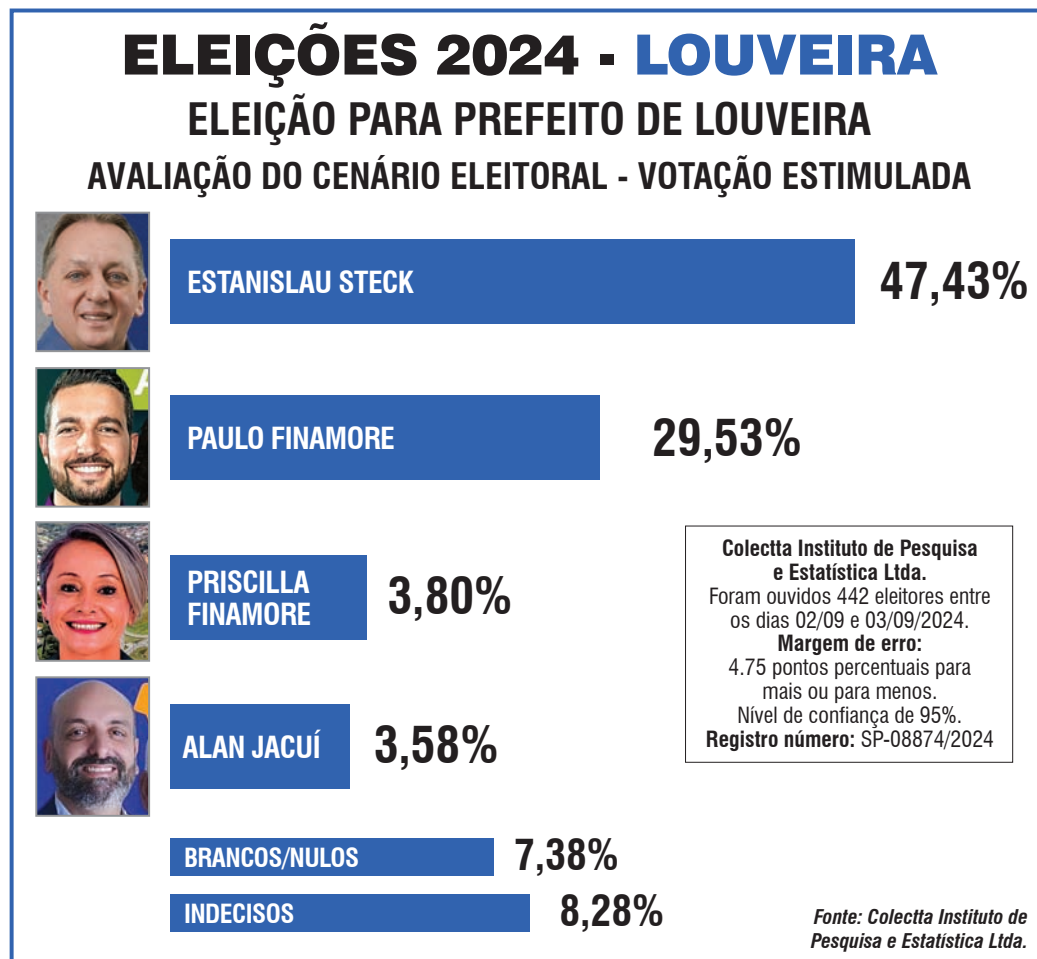 ELEIÇÕES 2024 - LOUVEIRA
ELEIÇÃO PARA PREFEITO DE LOUVEIRA
AVALIAÇÃO DO CENÁRIO ELEITORAL - VOTAÇÃO ESTIMULADA
ESTANISLAU STECK
47,43%
PAULO FINAMORE
29,53%
PRISCILLA
FINAMORE
3,80%
ALAN JACUÍ
3,58%
Colectta Instituto de Pesquisa
e Estatística Ltda.
Foram ouvidos 442 eleitores entre
os dias 02/09 e 03/09/2024.
Margem de erro:
4.75 pontos percentuais para
mais ou para menos.
Nível de confiança de 95%.
Registro número: SP-08874/2024
BRANCOS/NULOS
7,38%
INDECISOS
8,28%
Fonte: Colectta Instituto de
Pesquisa e Estatística Ltda.